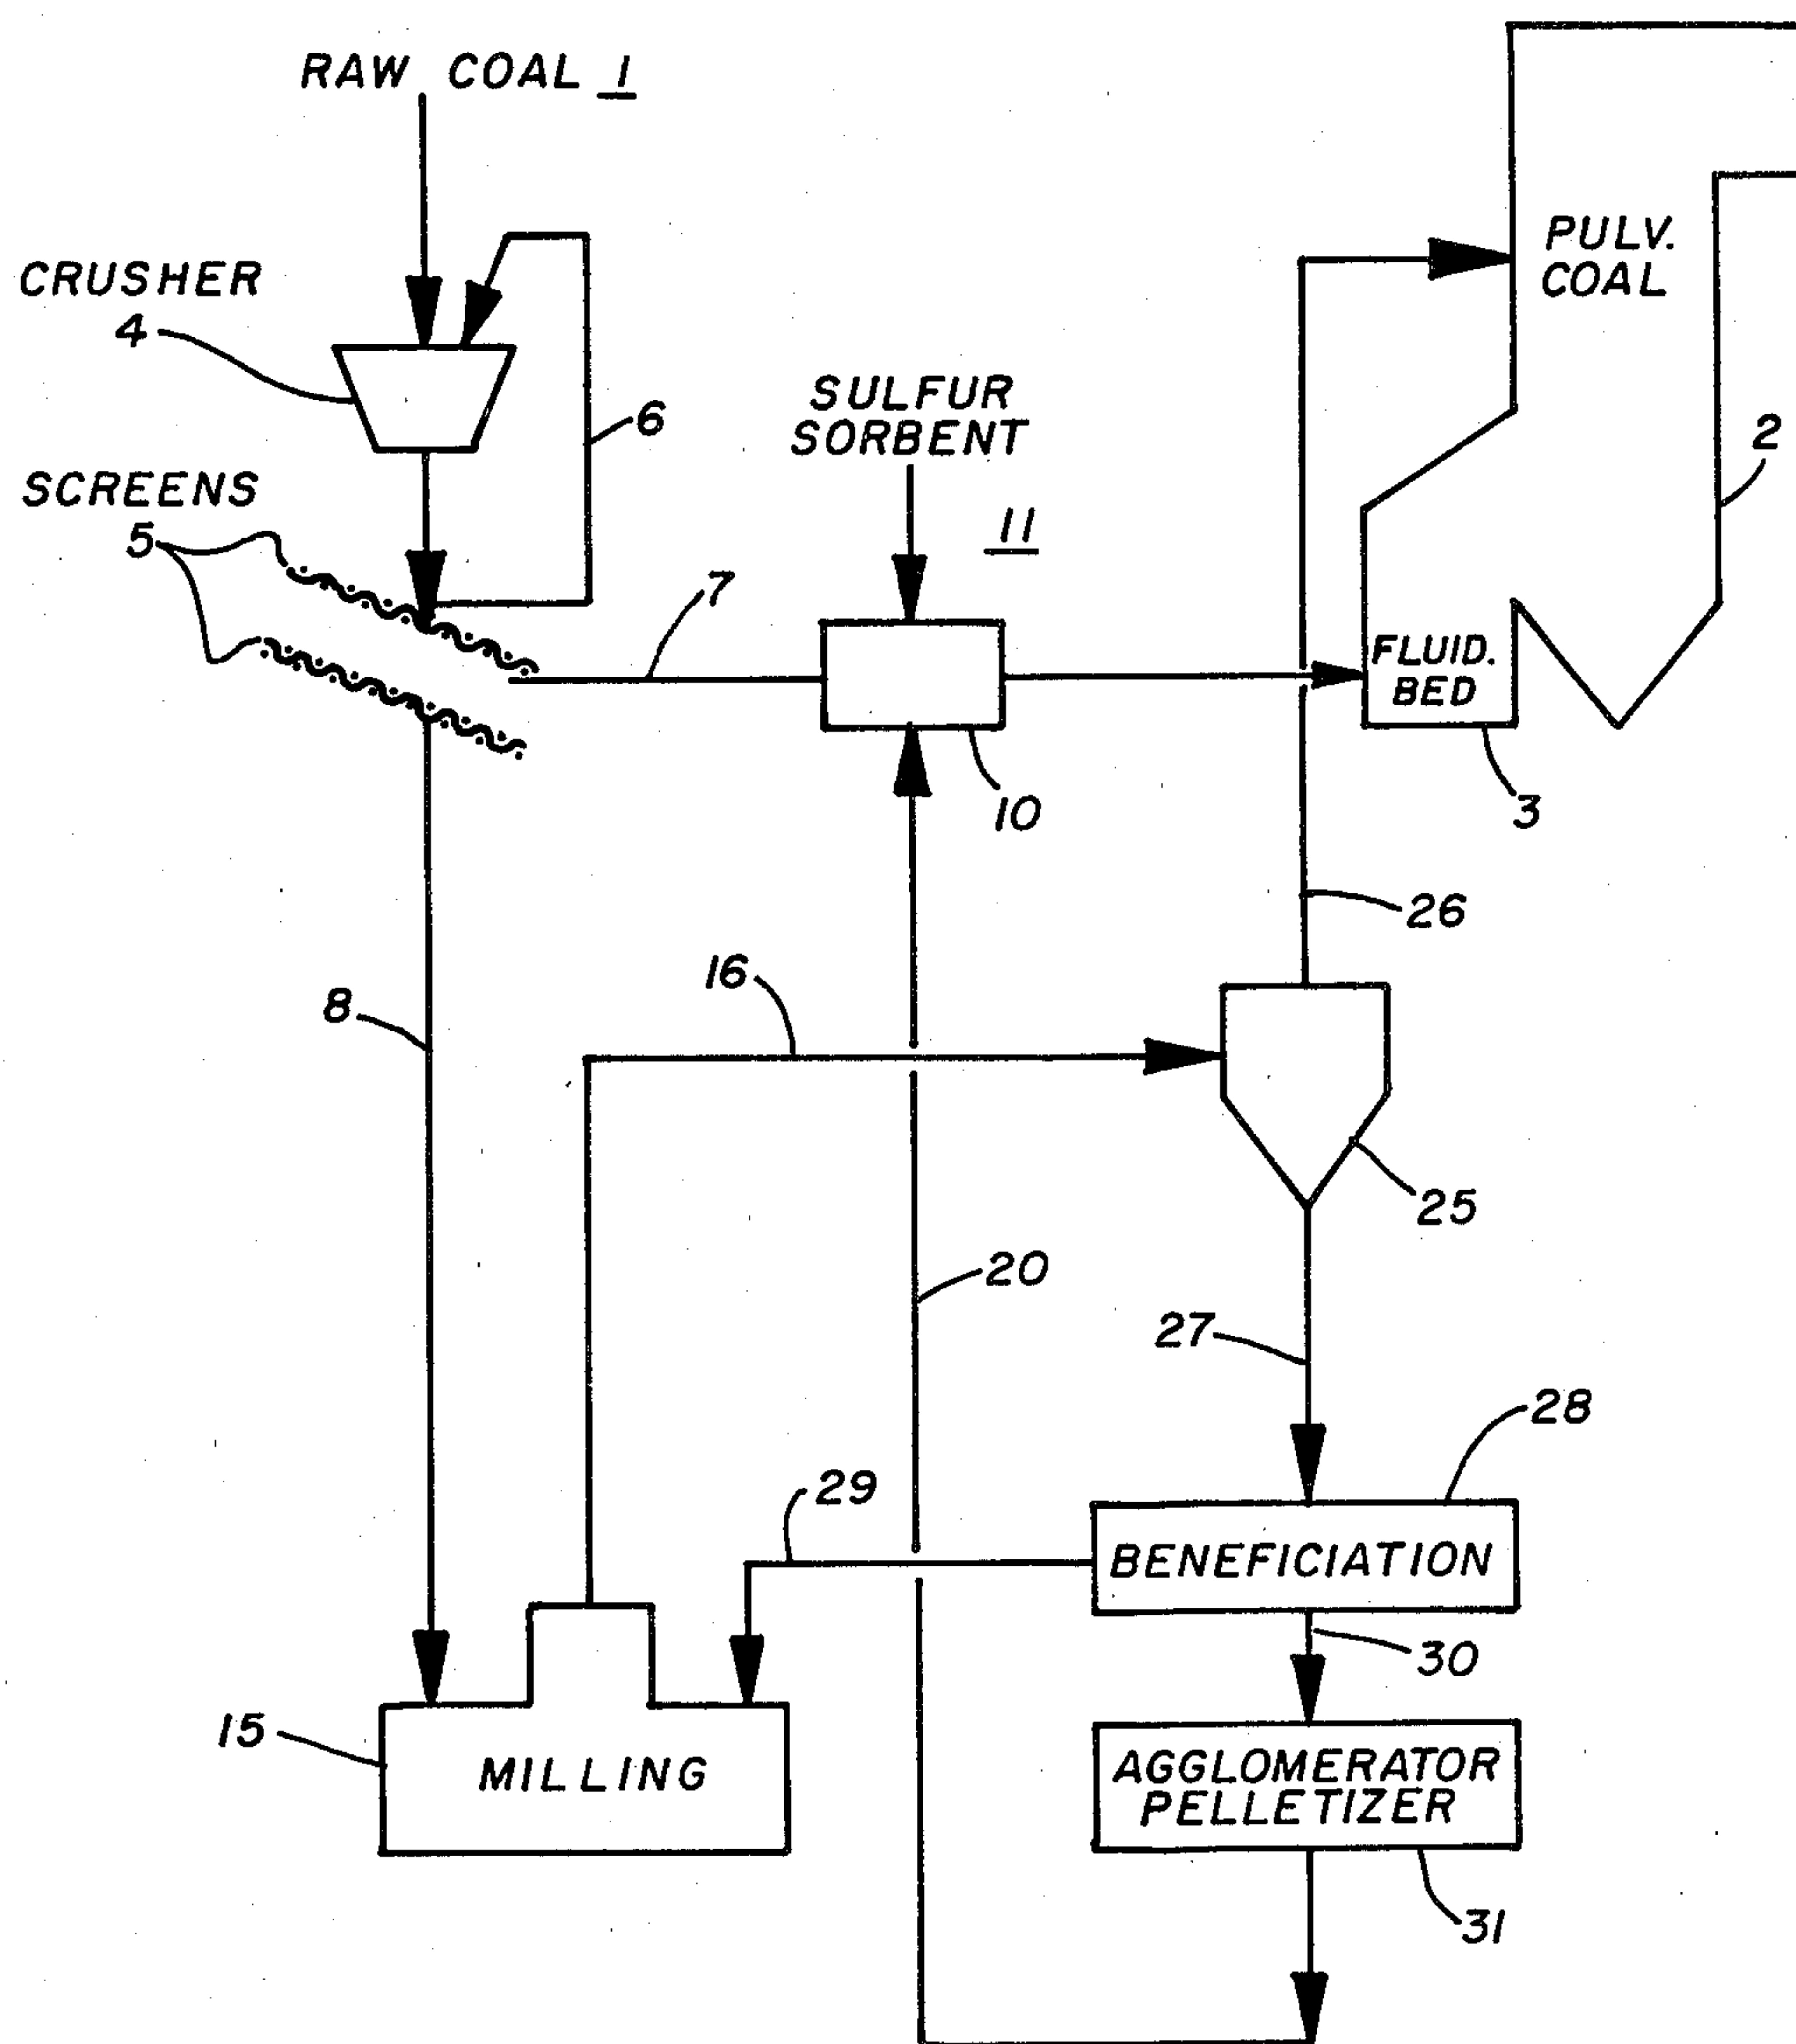 RAW COAL 1
PULV.
COAL
CRUSHER
4
6
SULFUR
SORBENT
2
SCREENS
5
11
7
FLUID.
BED
10
3
26
16
8
25
20
27
28
29
BENEFICIATION
30
15
MILLING
AGGLOMERATOR
PELLETIZER
31